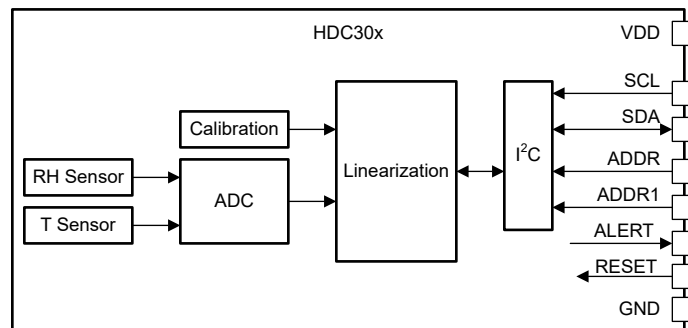 HDC30x
VDD
SCL
SDA
ADDR
ADDR1
ALERT
RESET
GND
Calibration
RH Sensor
T Sensor
ADC
Linearization
I²C